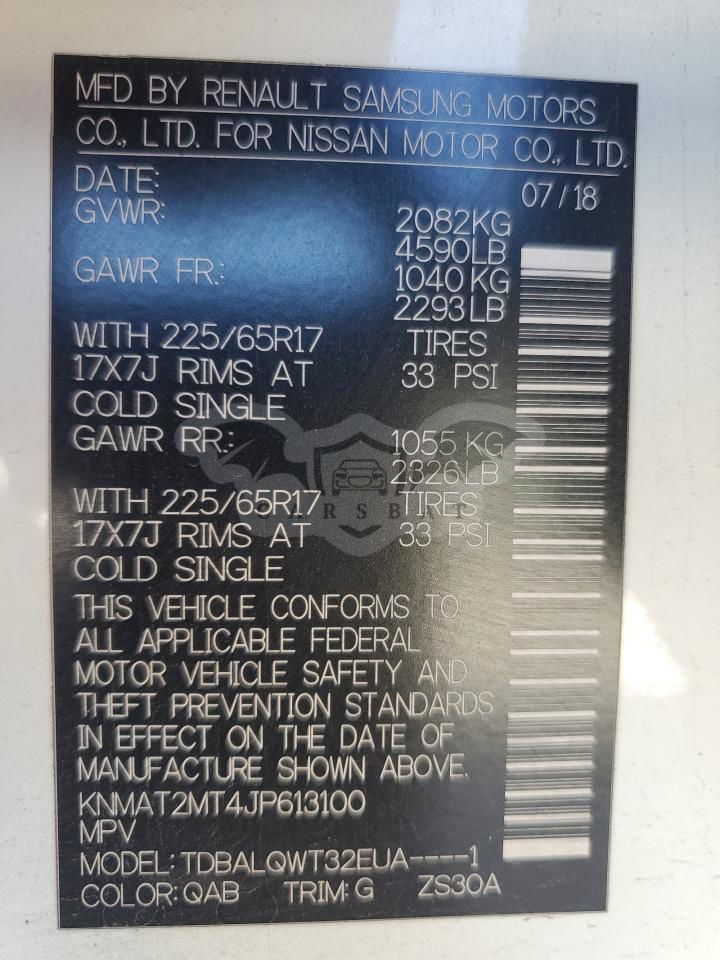 MFD BY RENAULT SAMSUNG MOTORS
CO., LTD. FOR NISSAN MOTOR CO., LTD.
DATE: 07/18
GVWR: 2082KG
4590LB
GAWR FR.: 1040KG
2293LB
WITH 225/65R17 TIRES
17X7J RIMS AT 33 PSI
COLD SINGLE
GAWR RR.: 1055KG
2326LB
WITH 225/65R17 TIRES
17X7J RIMS AT 33 PSI
COLD SINGLE
THIS VEHICLE CONFORMS TO
ALL APPLICABLE FEDERAL
MOTOR VEHICLE SAFETY AND
THEFT PREVENTION STANDARDS
IN EFFECT ON THE DATE OF
MANUFACTURE SHOWN ABOVE.
KNMAT2MT4JP613100
MPV
MODEL: TDBALQWT32EUA----1
COLOR: QAB TRIM: G ZS30A